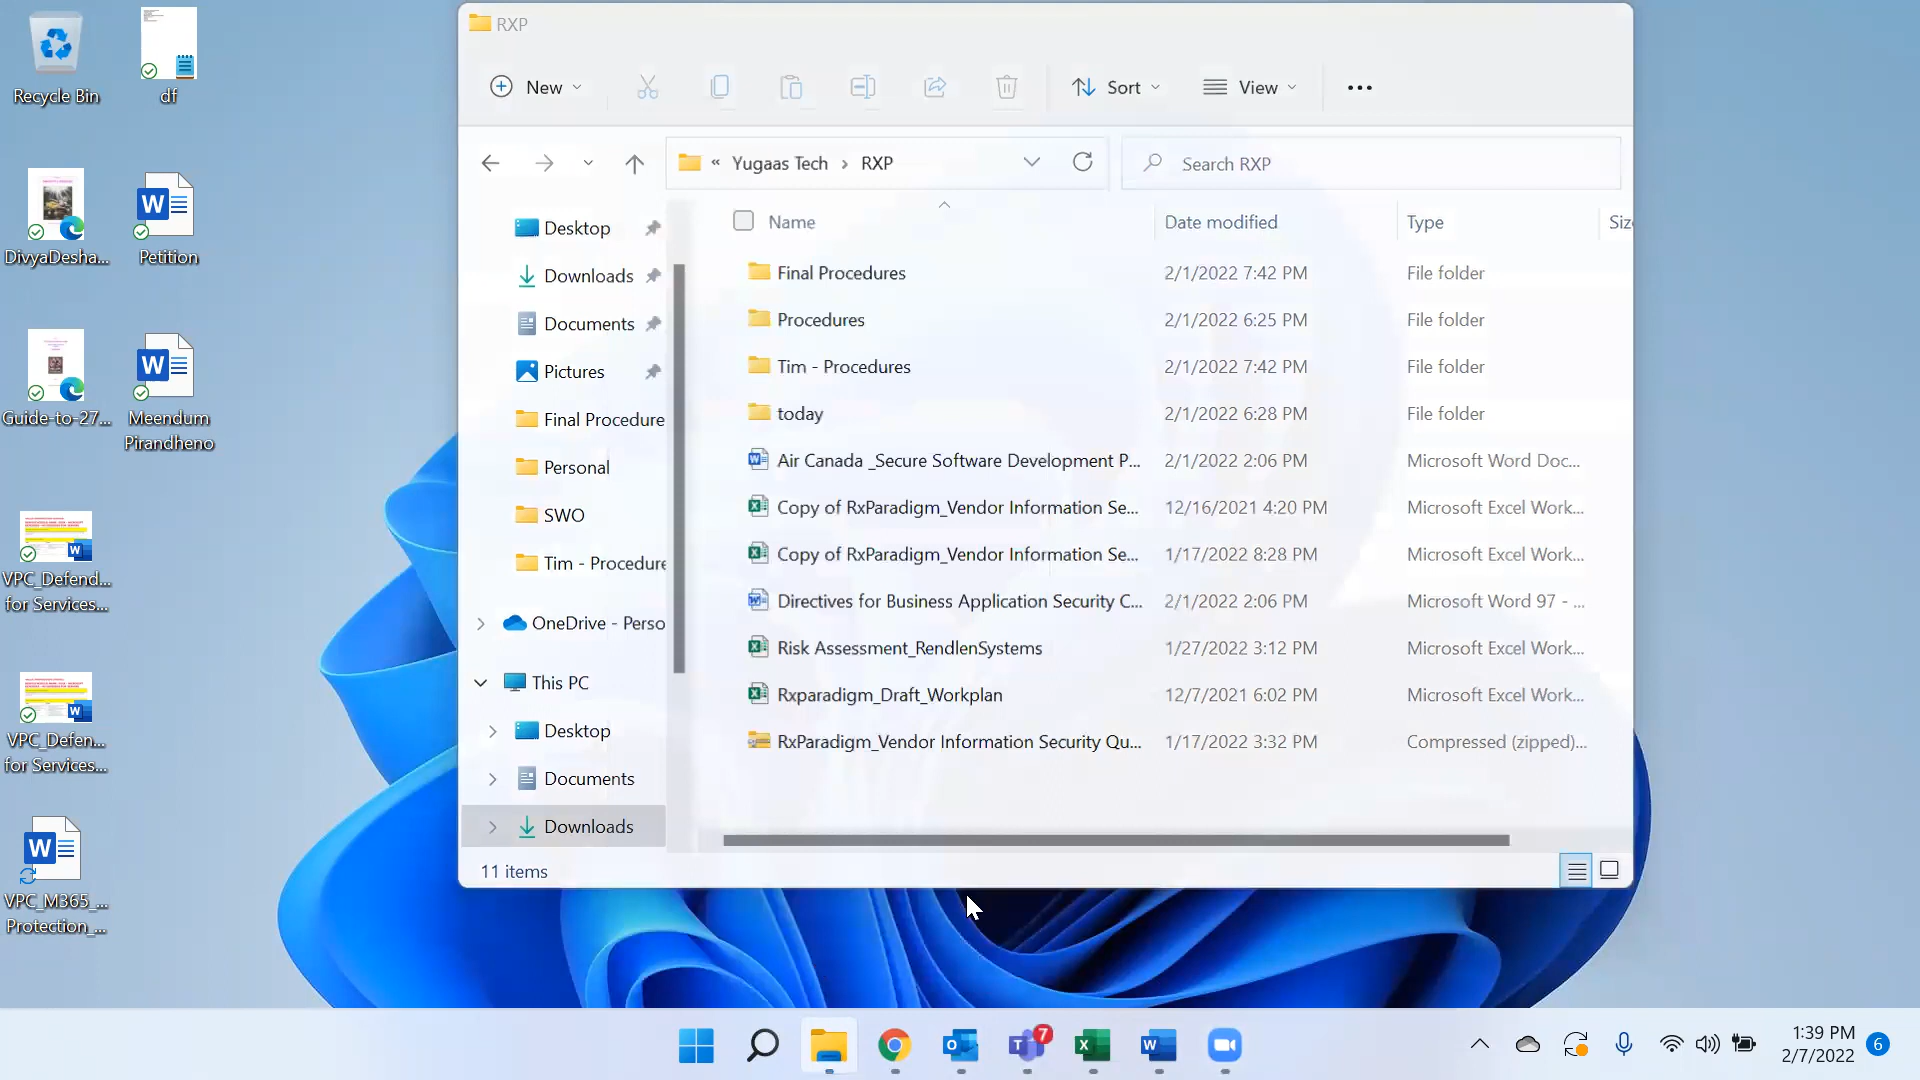 RXP
New
Sort
View
« Yugaas Tech › RXP
Search RXP
Name
Date modified
Type
Final Procedures
2/1/2022 7:42 PM
File folder
Procedures
2/1/2022 6:25 PM
File folder
Tim - Procedures
2/1/2022 7:42 PM
File folder
today
2/1/2022 6:28 PM
File folder
Air Canada _Secure Software Development P...
2/1/2022 2:06 PM
Microsoft Word Doc...
Copy of RxParadigm_Vendor Information Se...
12/16/2021 4:20 PM
Microsoft Excel Work...
Copy of RxParadigm_Vendor Information Se...
1/17/2022 8:28 PM
Microsoft Excel Work...
Directives for Business Application Security C...
2/1/2022 2:06 PM
Microsoft Word 97 - ...
Risk Assessment_RendlenSystems
1/27/2022 3:12 PM
Microsoft Excel Work...
Rxparadigm_Draft_Workplan
12/7/2021 6:02 PM
Microsoft Excel Work...
RxParadigm_Vendor Information Security Qu...
1/17/2022 3:32 PM
Compressed (zipped)...
Desktop
Downloads
Documents
Pictures
Final Procedure
Personal
SWO
Tim - Procedure
OneDrive - Perso
This PC
Desktop
Documents
Downloads
11 items
Recycle Bin
df
DivyaDesha...
Petition
Guide-to-27...
Meendum
Pirandheno
VPC_Defend...
for Services...
VPC_Defen...
for Services...
VPC_M365_...
Protection_...
7
1:39 PM
2/7/2022
6